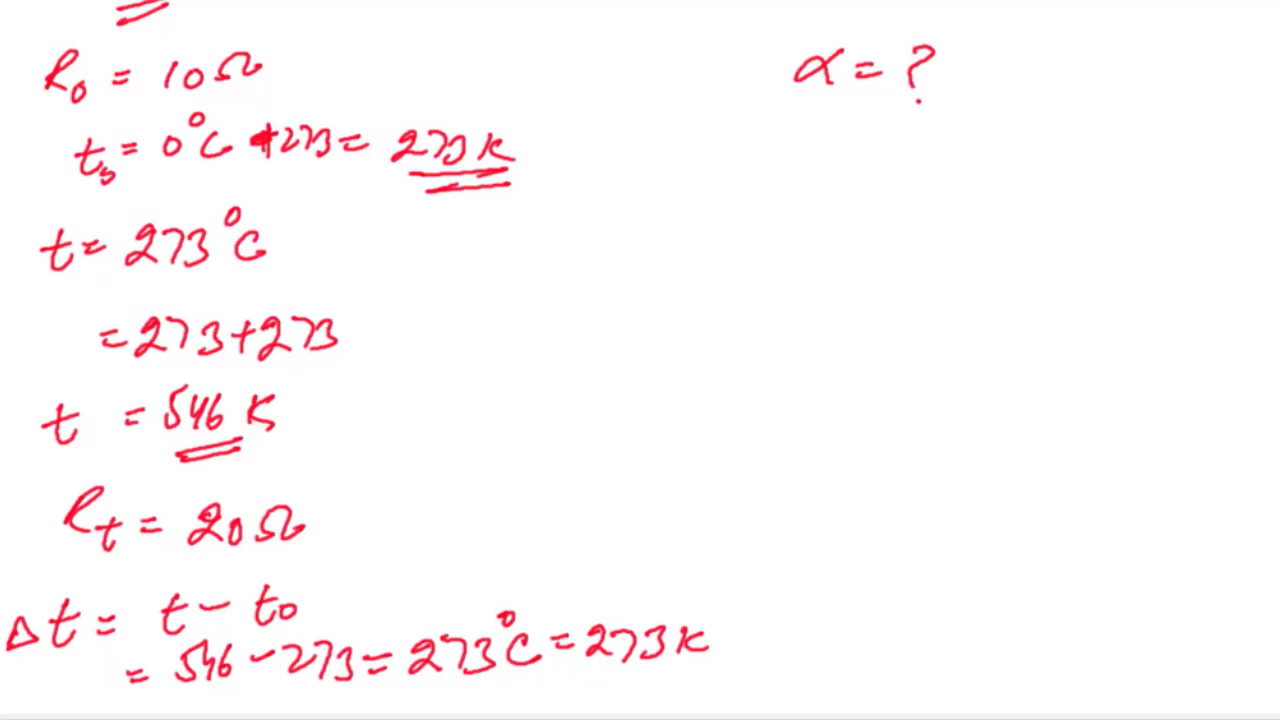 R₀ = 10Ω
α = ?
t₀ = 0°C +273 = 273 K
t = 273°C
= 273+273
t = 546 K
Rt = 20Ω
Δt = t - t₀
= 546 - 273 = 273°C = 273 K